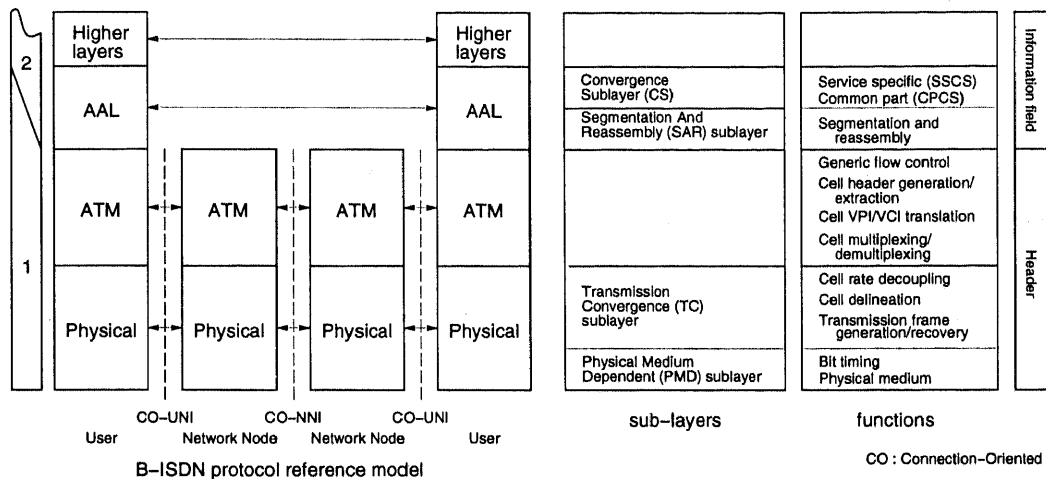 2
1
Higher
layers
AAL
ATM
Physical
ATM
Physical
ATM
Physical
Higher
layers
AAL
ATM
Physical
CO-UNI
CO-NNI
CO-UNI
User
Network Node
Network Node
User
B-ISDN protocol reference model
Convergence
Sublayer (CS)
Segmentation And
Reassembly (SAR) sublayer
Transmission
Convergence (TC)
sublayer
Physical Medium
Dependent (PMD) sublayer
sub-layers
Service specific (SSCS)
Common part (CPCS)
Segmentation and
reassembly
Generic flow control
Cell header generation/
extraction
Cell VPI/VCI translation
Cell multiplexing/
demultiplexing
Cell rate decoupling
Cell delineation
Transmission frame
generation/recovery
Bit timing
Physical medium
functions
Information field
Header
CO : Connection-Oriented